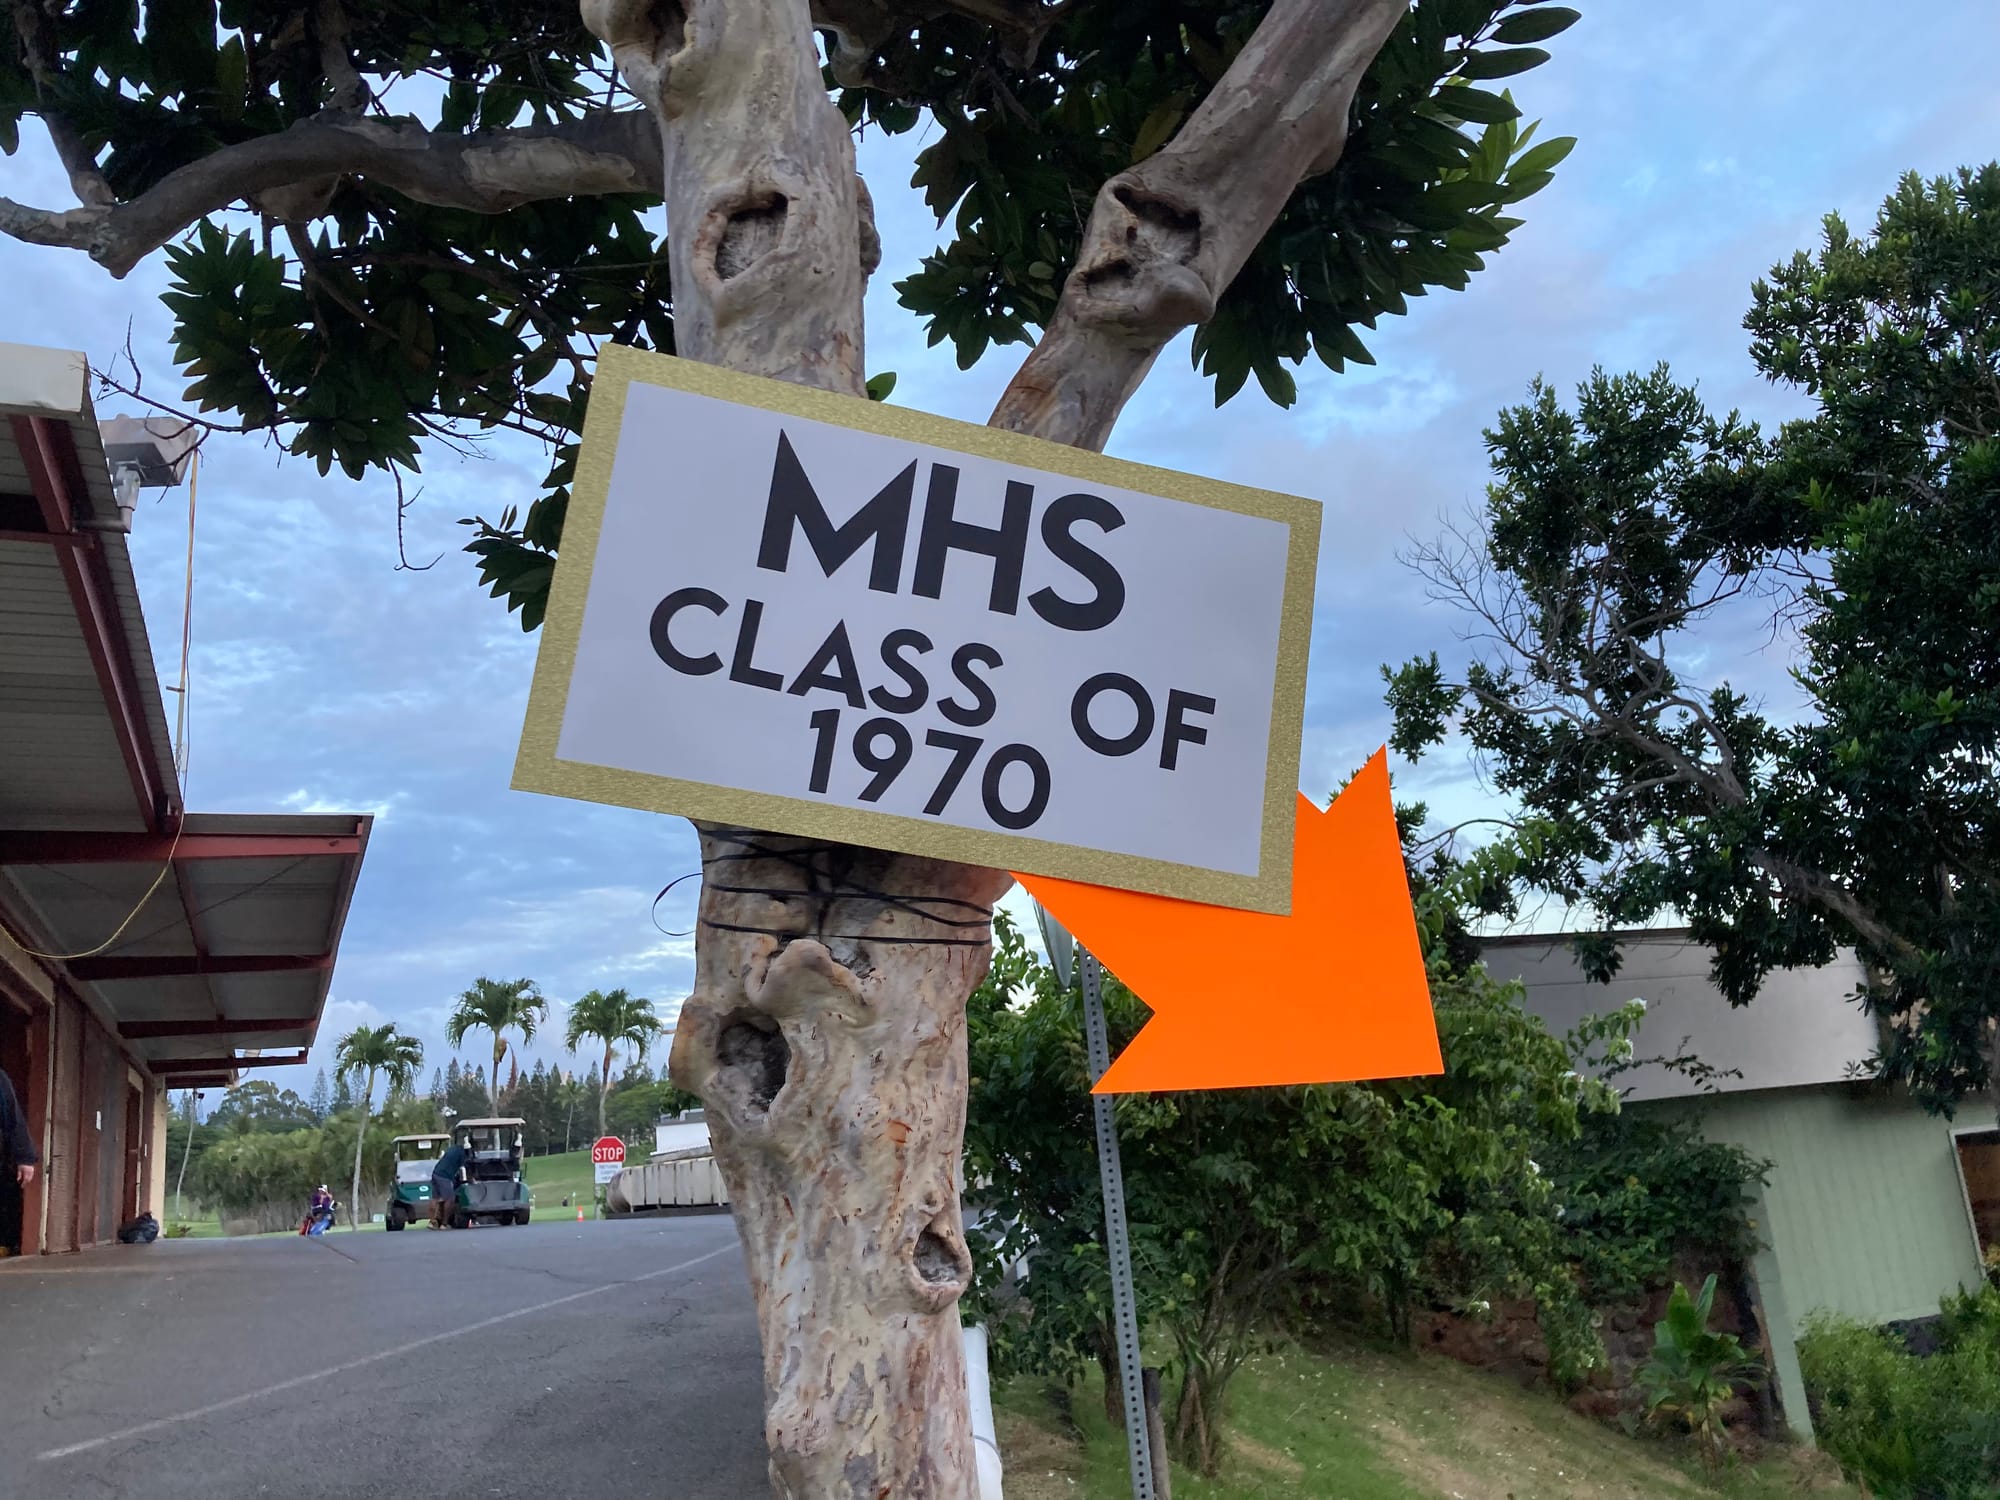 MHS
CLASS OF
1970
STOP